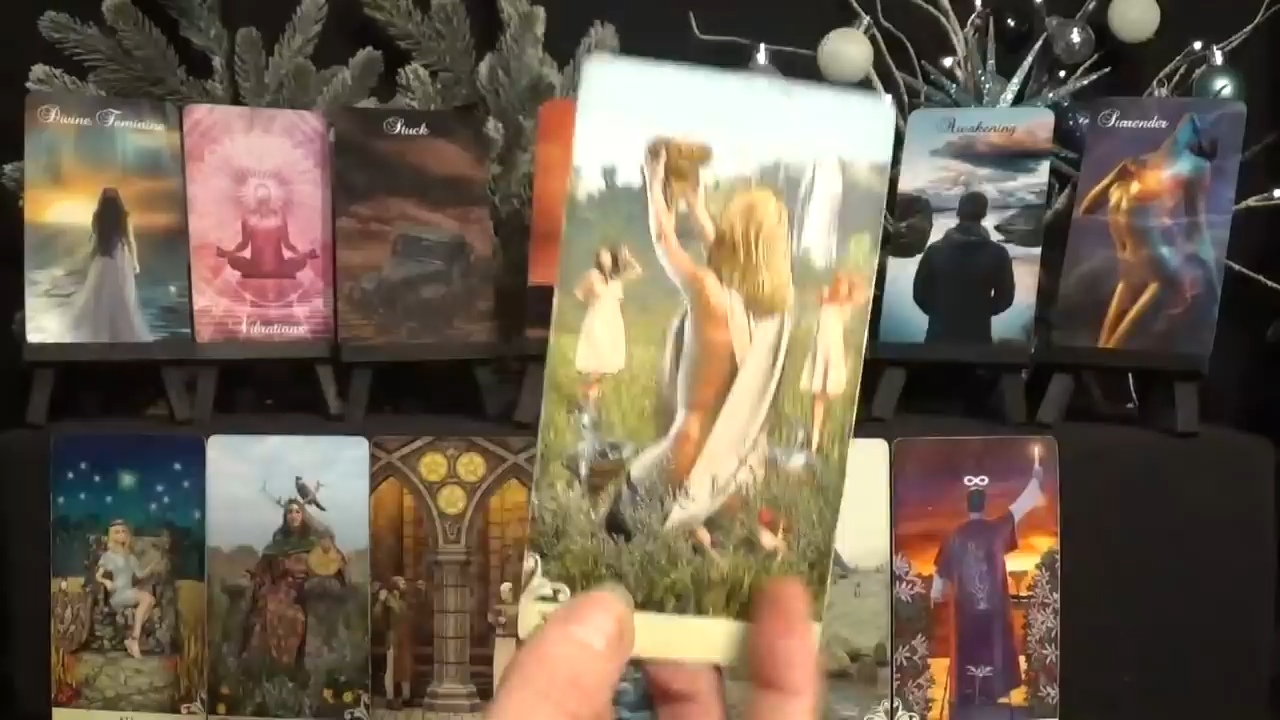 Divine Feminine
Stuck
Awakening
Surrender
Vibrations